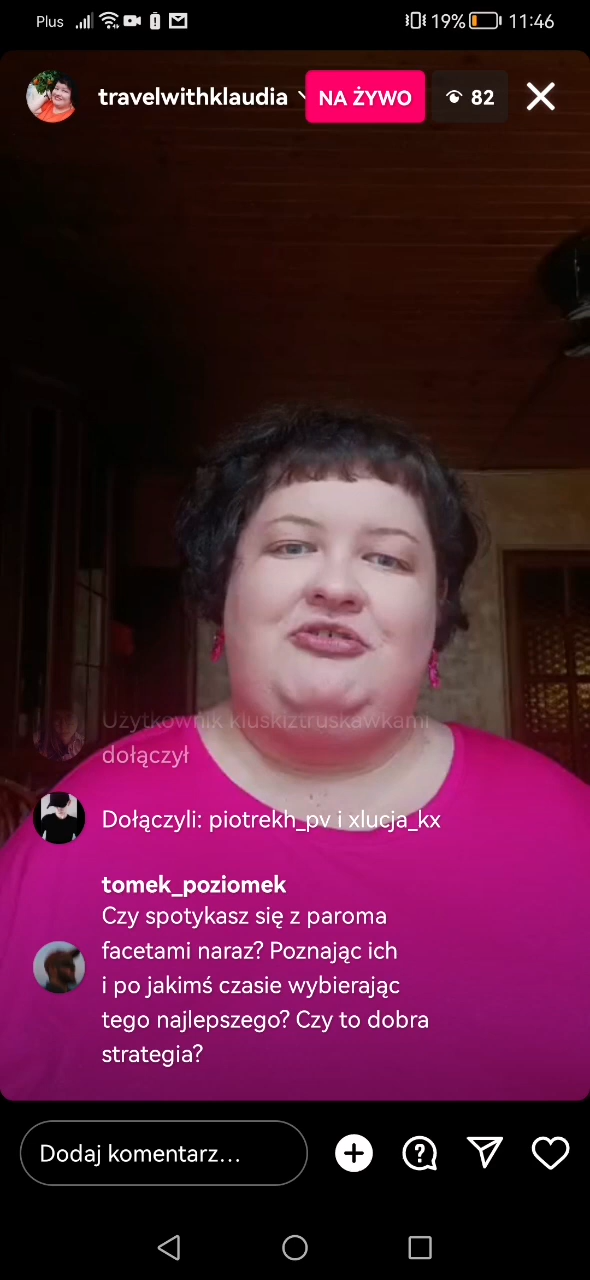 Plus 19% 11:46
travelwithklaudia NA ŻYWO 82
Użytkownik kluskiztruskawkami
dołączył
Dołączyli: piotrekh_pv i xlucja_kx
tomek_poziomek
Czy spotykasz się z paroma
facetami naraz? Poznając ich
i po jakimś czasie wybierając
tego najlepszego? Czy to dobra
strategia?
Dodaj komentarz...